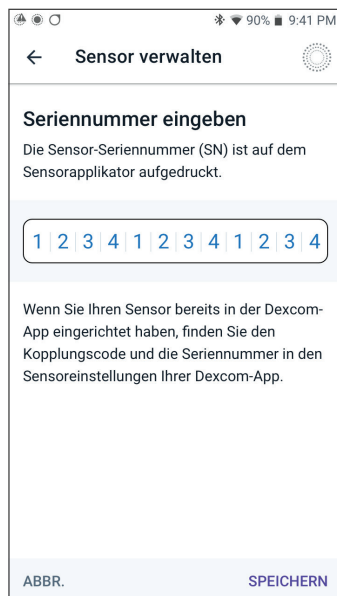 90% 9:41 PM
Sensor verwalten
Seriennummer eingeben
Die Sensor-Seriennummer (SN) ist auf dem
Sensorapplikator aufgedruckt.
1 2 3 4 1 2 3 4 1 2 3 4
Wenn Sie Ihren Sensor bereits in der Dexcom-
App eingerichtet haben, finden Sie den
Kopplungscode und die Seriennummer in den
Sensoreinstellungen Ihrer Dexcom-App.
ABBR. SPEICHERN